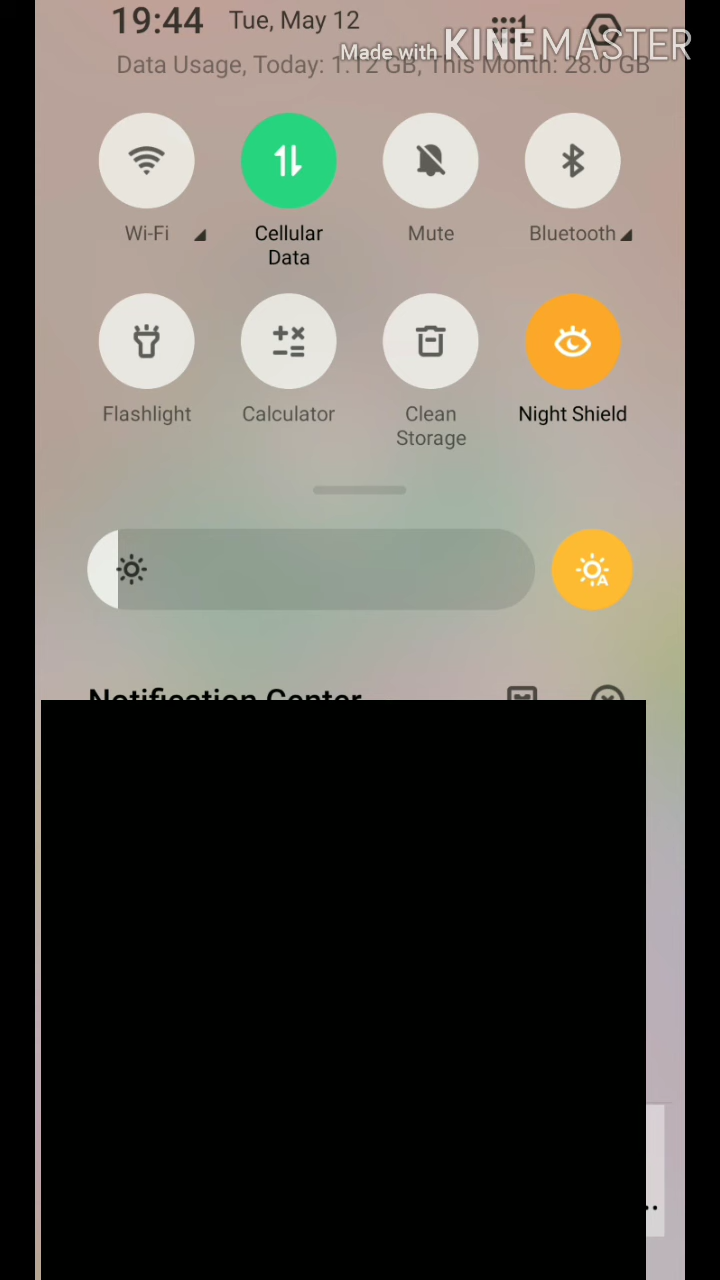 19:44 Tue, May 12
Made with KINEMASTER
Data Usage, Today: 1.12 GB, This Month: 28.0 GB
Wi-Fi Cellular Data Mute Bluetooth
Flashlight Calculator Clean Storage Night Shield
A
Notification Center
..